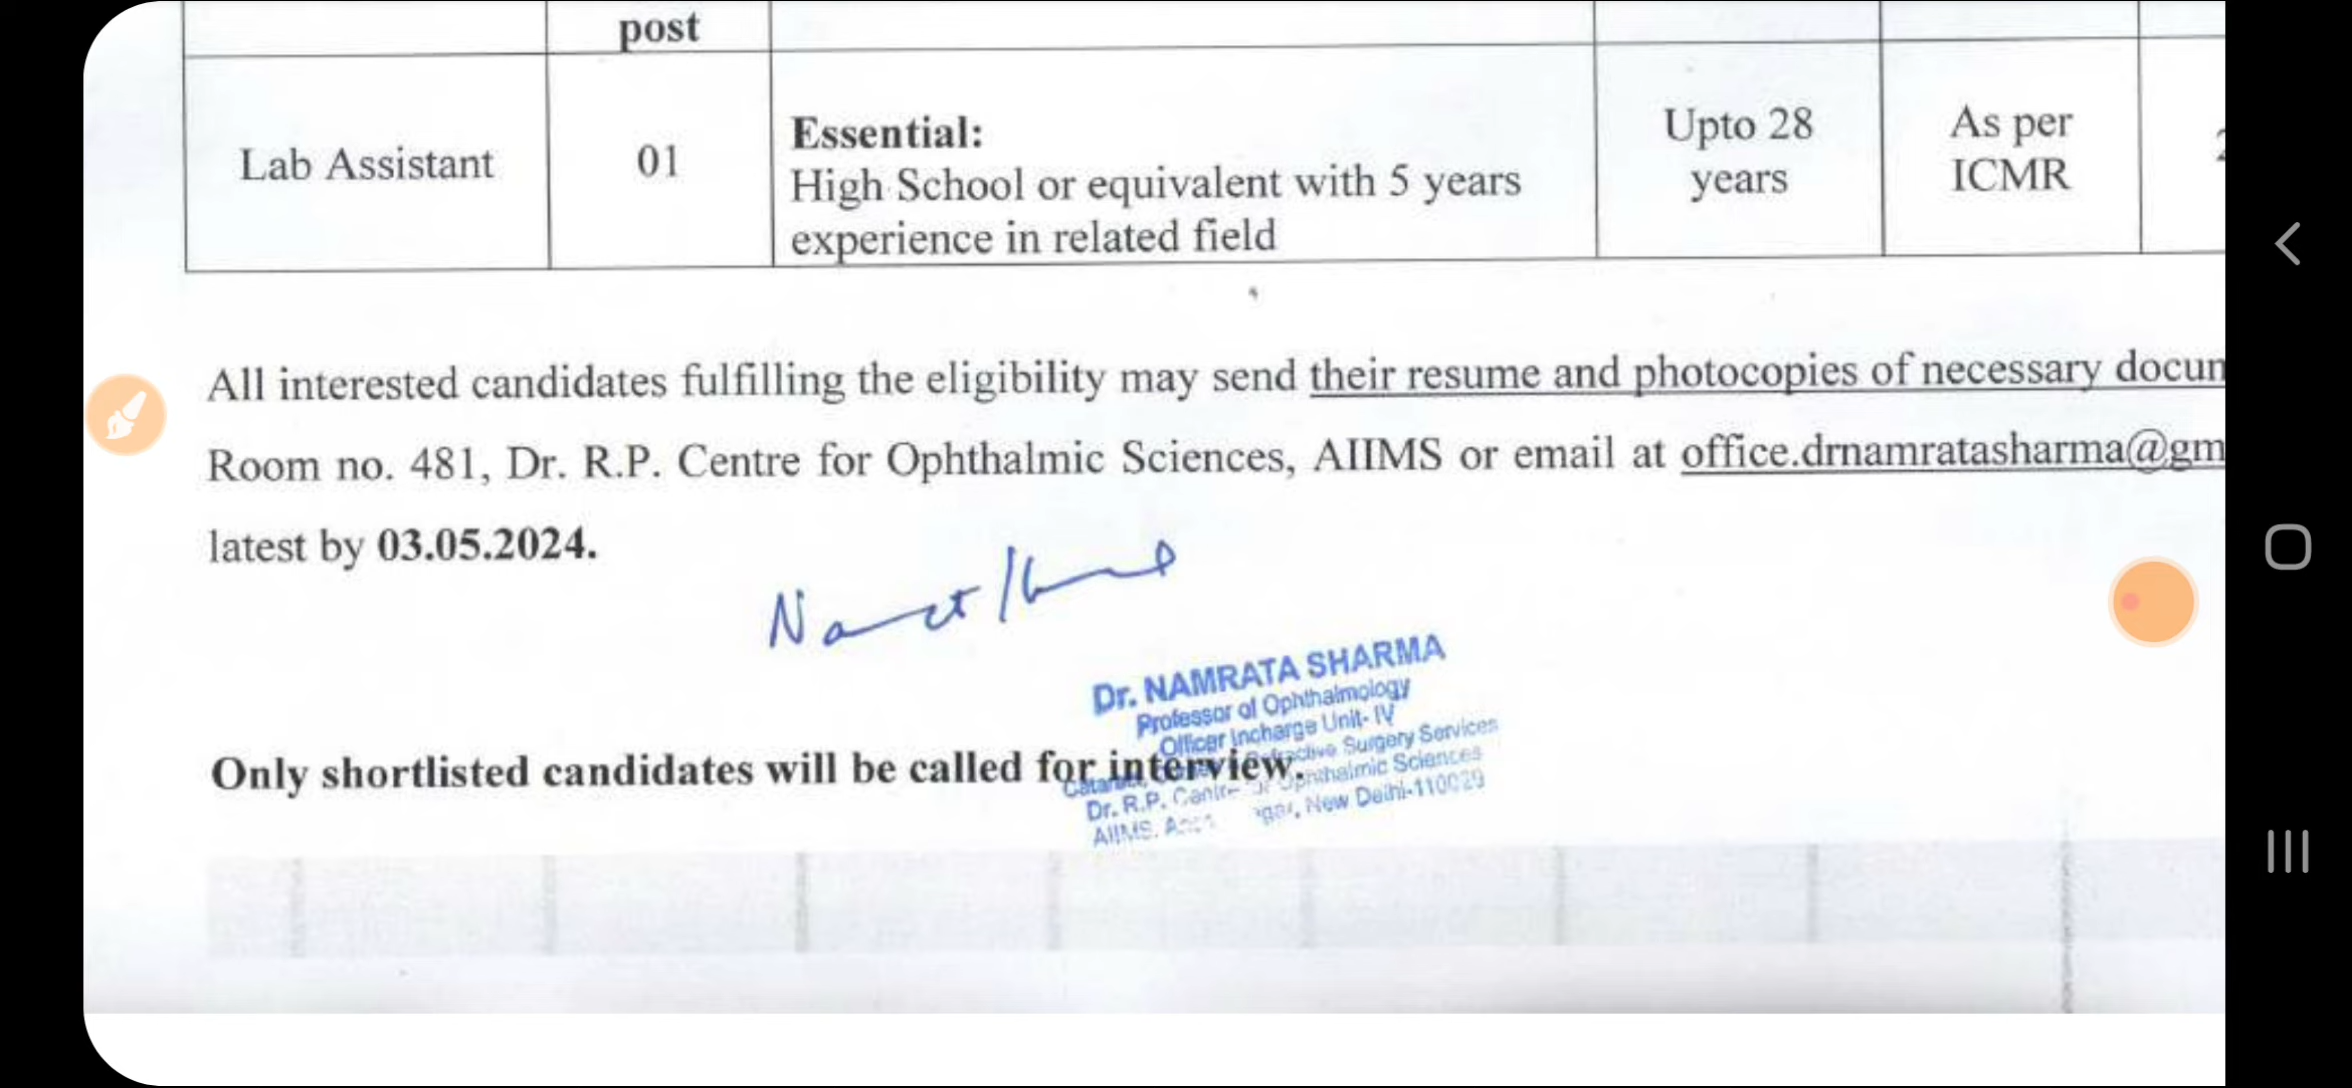 post
Lab Assistant
01
Essential:
High School or equivalent with 5 years
experience in related field
Upto 28
years
As per
ICMR
All interested candidates fulfilling the eligibility may send their resume and photocopies of necessary docum
Room no. 481, Dr. R.P. Centre for Ophthalmic Sciences, AIIMS or email at office.drnamratasharma@gm
latest by 03.05.2024.
Dr. NAMRATA SHARMA
Professor of Ophthalmology
Officer Incharge Unit- IV
Surgery Services
Dr. R.P. Centre Ophthalmic Sciences
AIIMS, New Delhi-110029
Only shortlisted candidates will be called for interview.